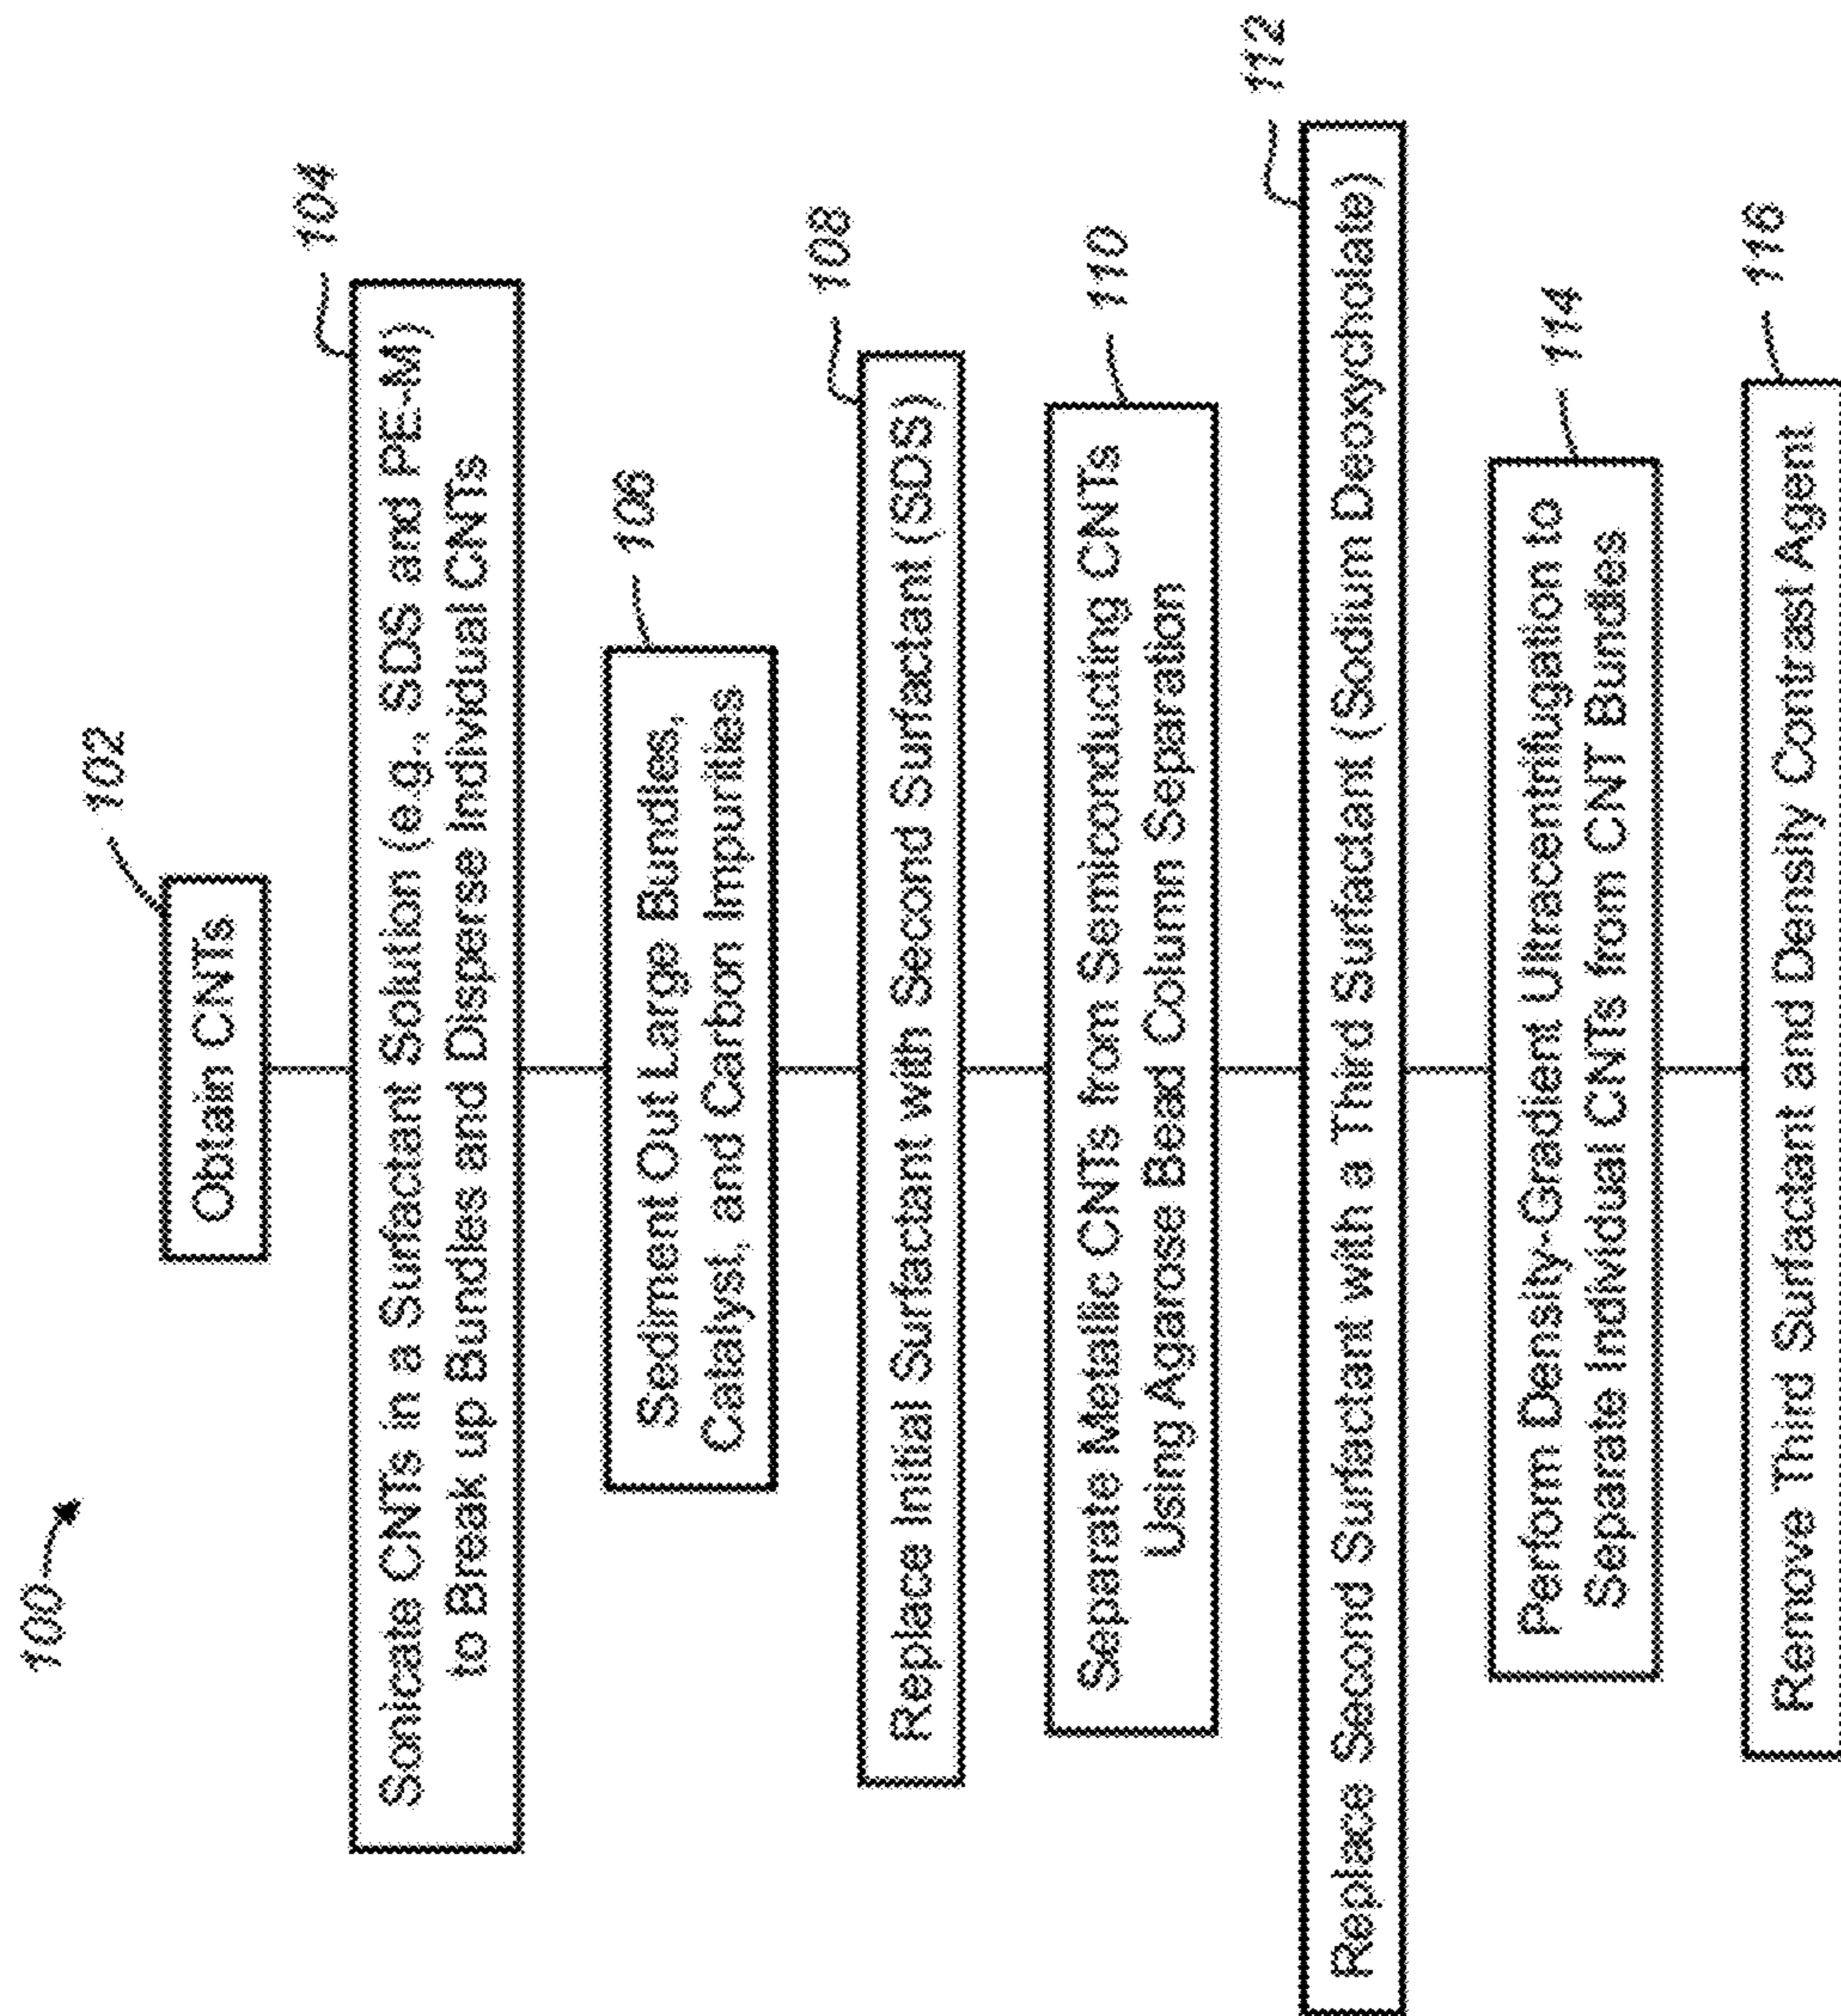 100
102
Obtain CNTs
104
Sonicate CNTs in a Surfactant Solution (e.g., SDS and PE-M)
to Break up Bundles and Disperse Individual CNTs
106
Sediment Out Large Bundles,
Catalyst, and Carbon Impurities
108
Replace Initial Surfactant with Second Surfactant (SDS)
110
Separate Metallic CNTs from Semiconducting CNTs
Using Agarose Bead Column Separation
112
Replace Second Surfactant with a Third Surfactant (Sodium Deoxycholate)
114
Perform Density-Gradient Ultracentrifugation to
Separate Individual CNTs from CNT Bundles
116
Remove Third Surfactant and Density Contrast Agent